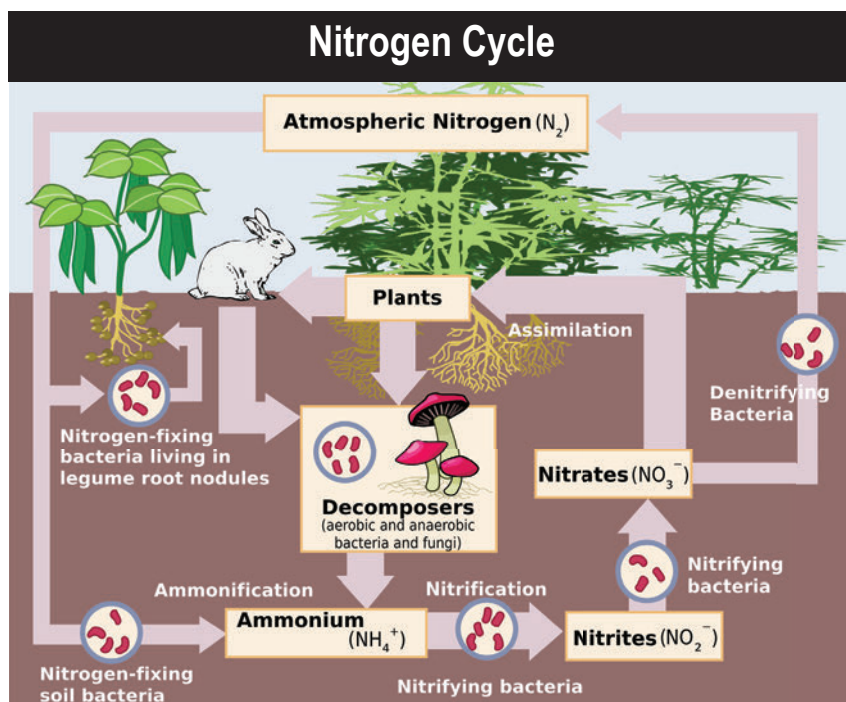 Nitrogen Cycle
Atmospheric Nitrogen (N₂)
Plants
Assimilation
Denitrifying
Bacteria
Nitrogen-fixing
bacteria living in
legume root nodules
Decomposers
(aerobic and anaerobic
bacteria and fungi)
Nitrates (NO₃⁻)
Nitrifying
bacteria
Ammonification
Nitrification
Ammonium
(NH₄⁺)
Nitrites (NO₂⁻)
Nitrogen-fixing
soil bacteria
Nitrifying bacteria